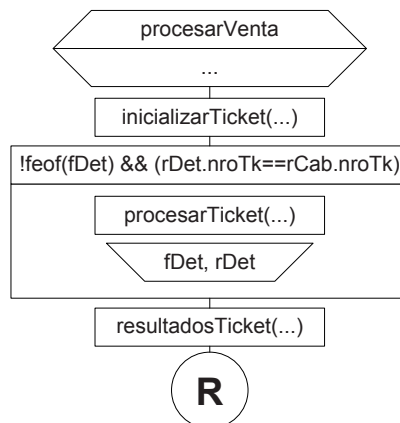 procesarVenta
...
inicializarTicket(...)
!feof(fDet) && (rDet.nroTk==rCab.nroTk)
procesarTicket(...)
fDet, rDet
resultadosTicket(...)
R